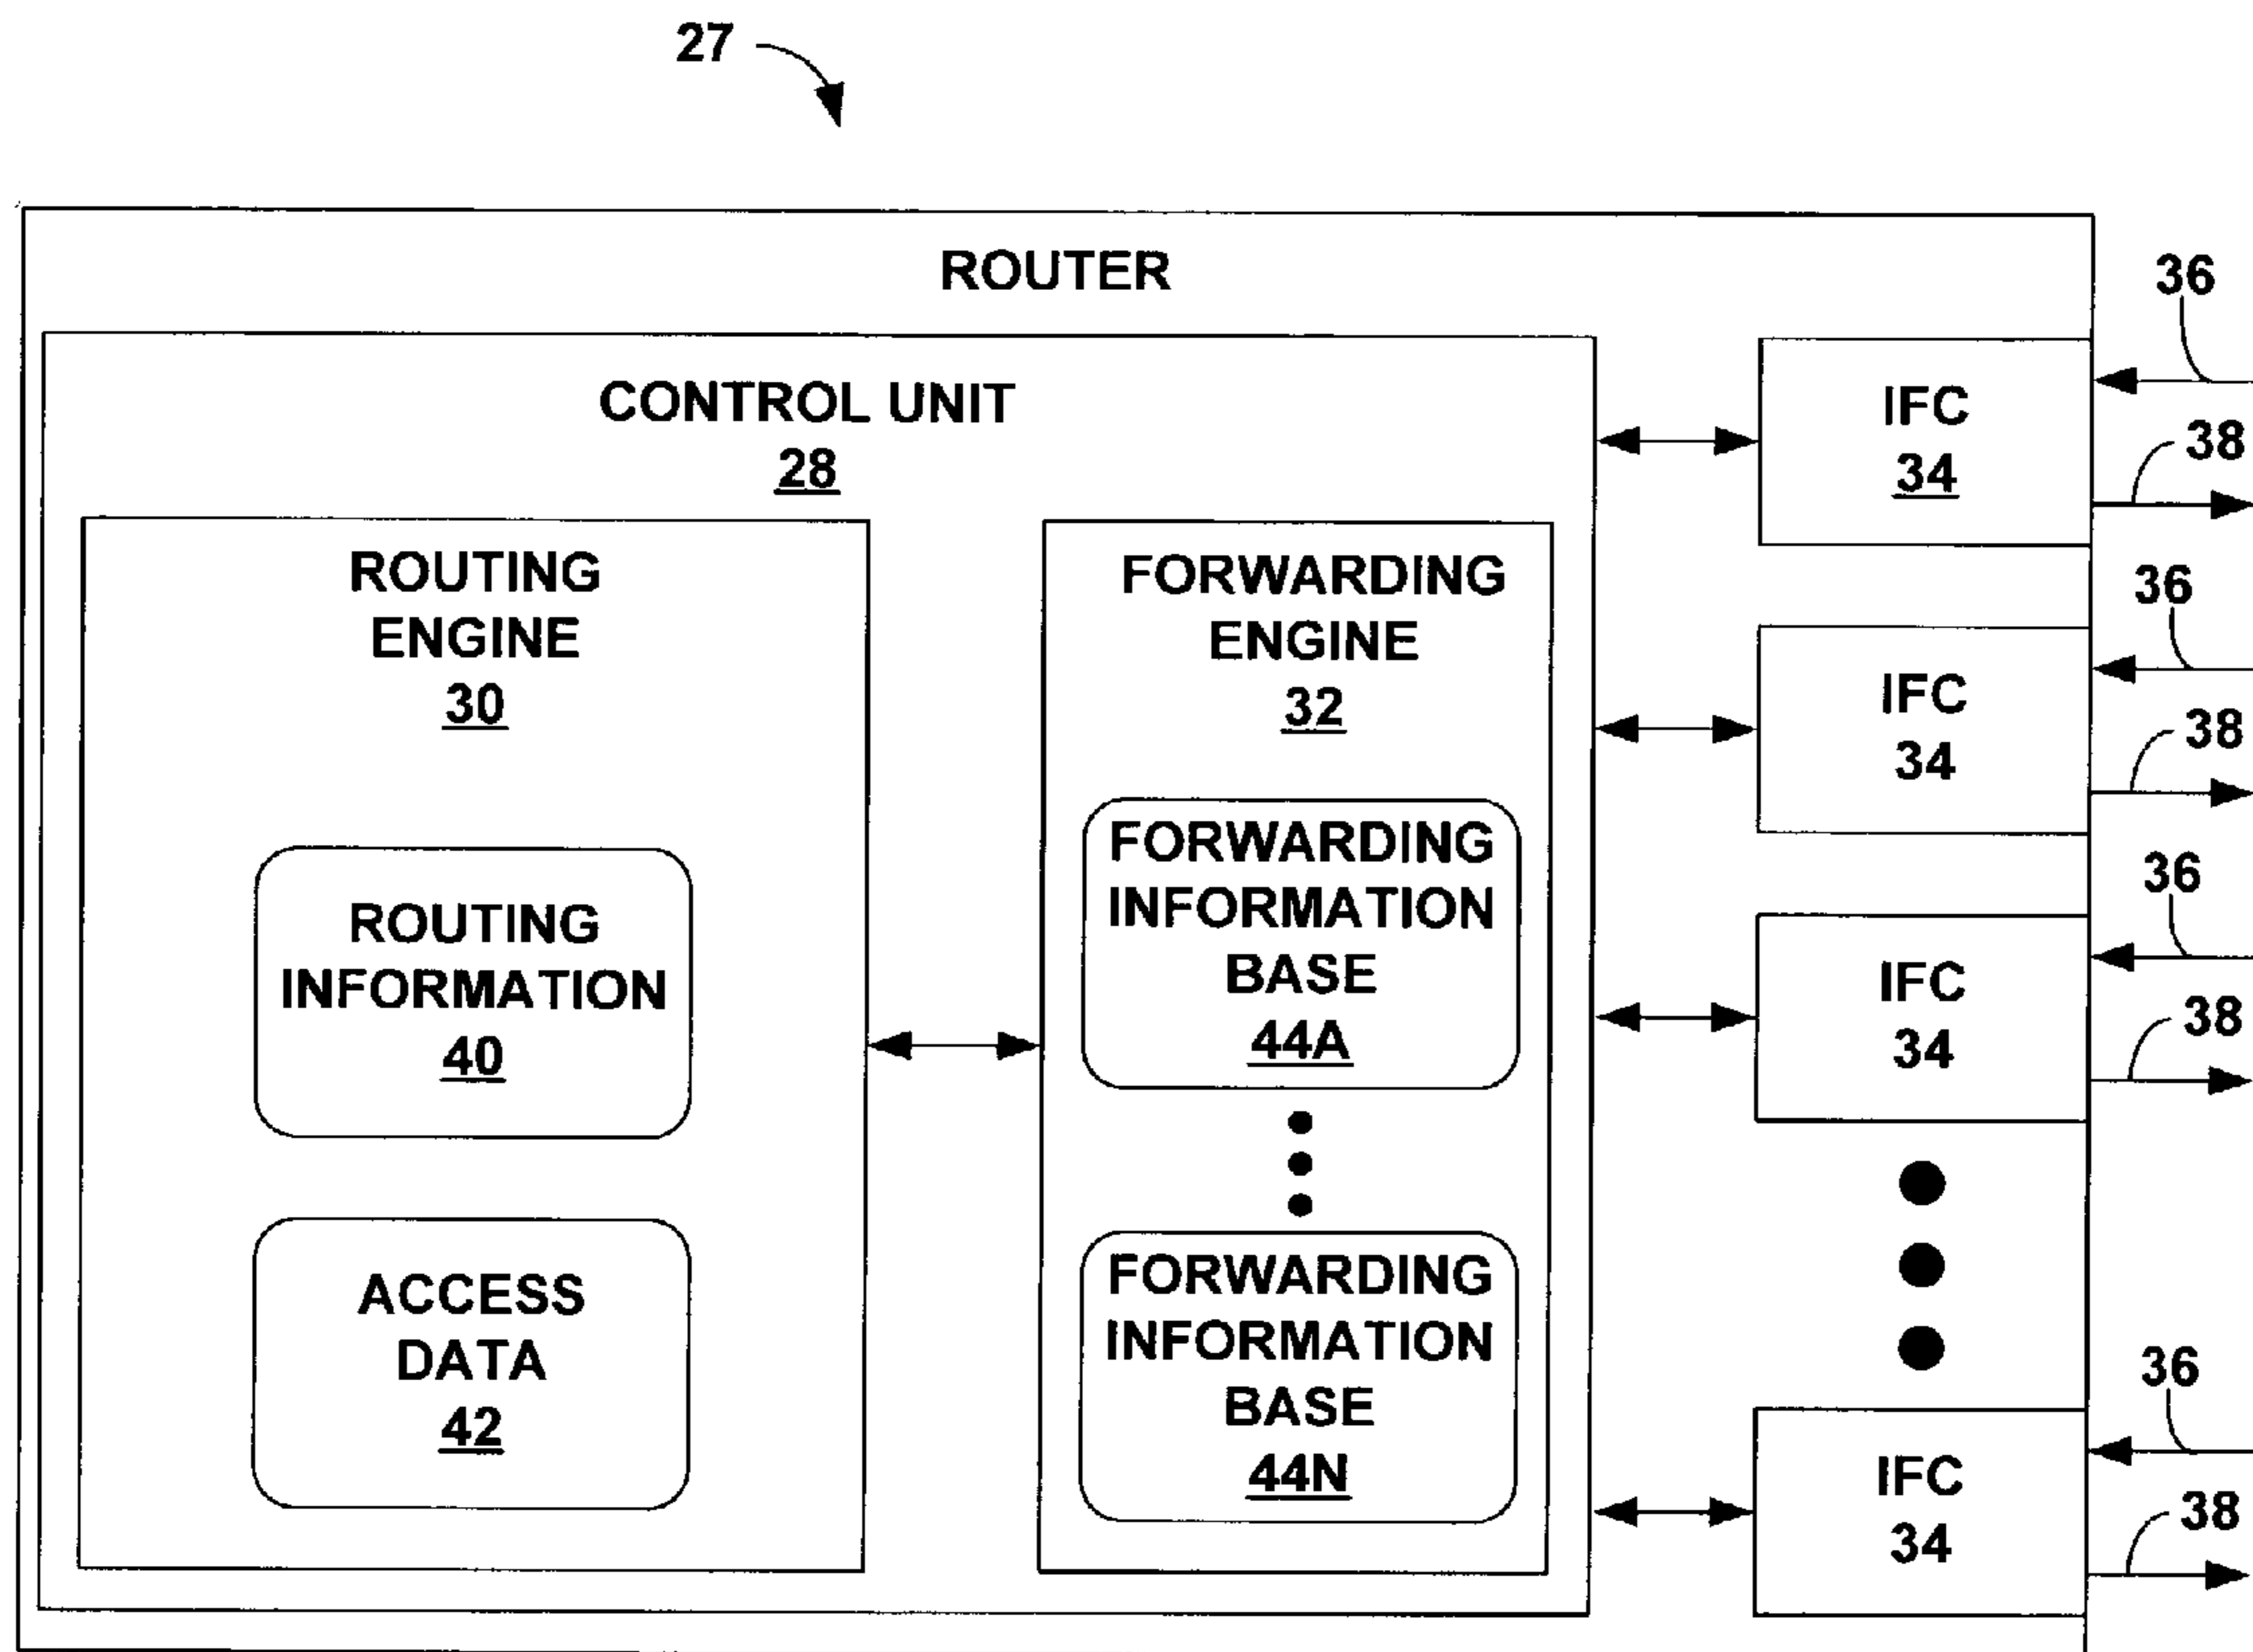 27
ROUTER
CONTROL UNIT
28
ROUTING
ENGINE
30
ROUTING
INFORMATION
40
ACCESS
DATA
42
FORWARDING
ENGINE
32
FORWARDING
INFORMATION
BASE
44A
FORWARDING
INFORMATION
BASE
44N
IFC
34
36
38
IFC
34
36
38
IFC
34
36
38
IFC
34
36
38